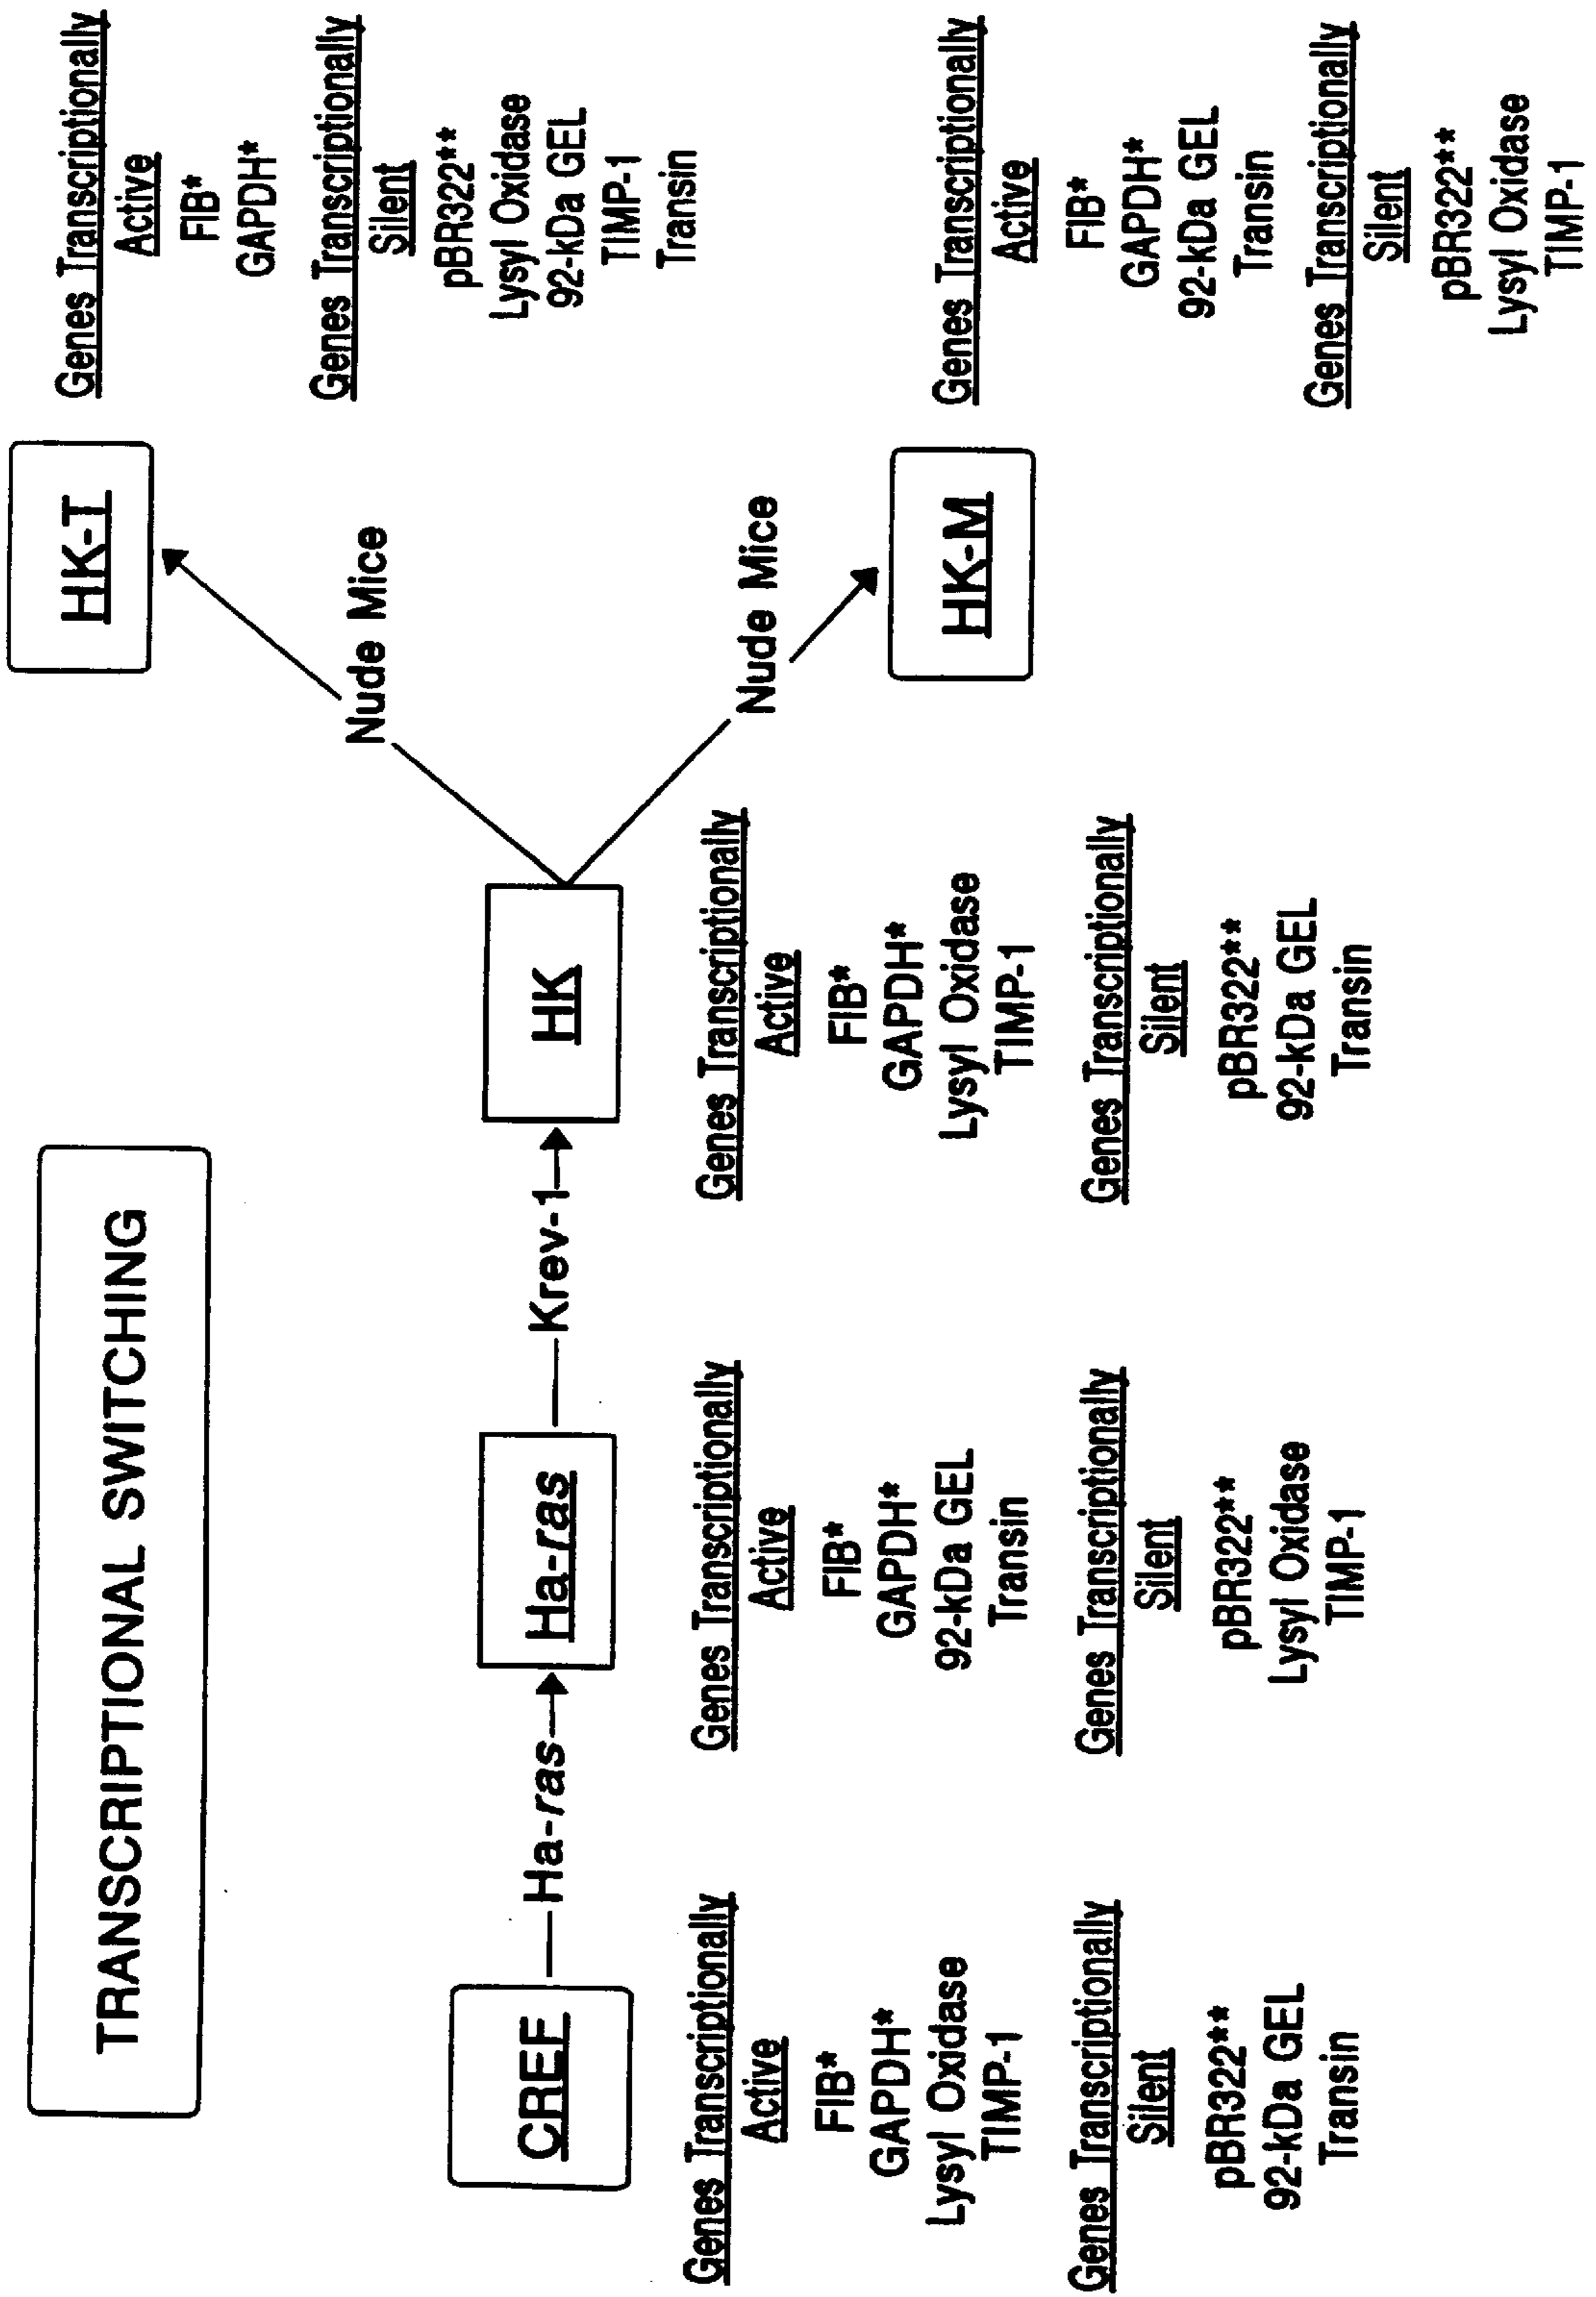 TRANSCRIPTIONAL SWITCHING
CREF
Ha-ras
Ha-ras
Krev-1
HK
Nude Mice
HK-T
Nude Mice
HK-M
Genes Transcriptionally
Active
FIB*
GAPDH*
Lysyl Oxidase
TIMP-1
Genes Transcriptionally
Silent
pBR322**
92-kDa GEL
Transin
Genes Transcriptionally
Active
FIB*
GAPDH*
92-kDa GEL
Transin
Genes Transcriptionally
Silent
pBR322**
Lysyl Oxidase
TIMP-1
Genes Transcriptionally
Active
FIB*
GAPDH*
Lysyl Oxidase
TIMP-1
Genes Transcriptionally
Silent
pBR322**
92-kDa GEL
Transin
Genes Transcriptionally
Active
FIB*
GAPDH*
Genes Transcriptionally
Silent
pBR322**
Lysyl Oxidase
92-kDa GEL
TIMP-1
Transin
Genes Transcriptionally
Active
FIB*
GAPDH*
92-kDa GEL
Transin
Genes Transcriptionally
Silent
pBR322**
Lysyl Oxidase
TIMP-1